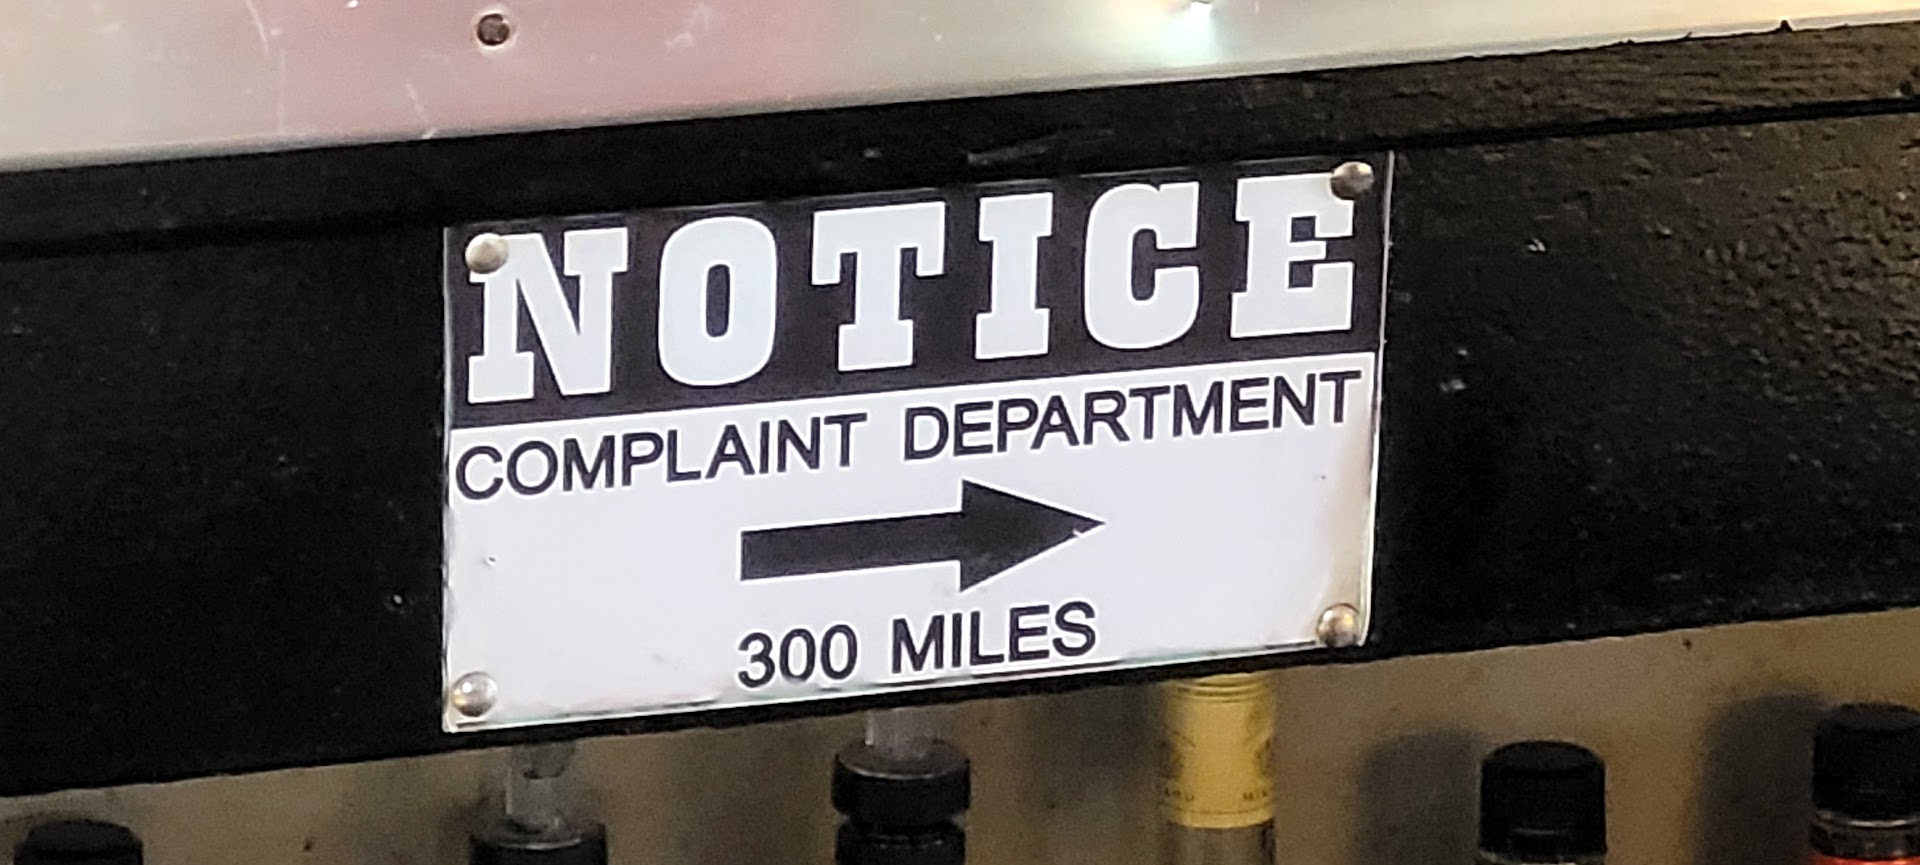 NOTICE
COMPLAINT DEPARTMENT
300 MILES